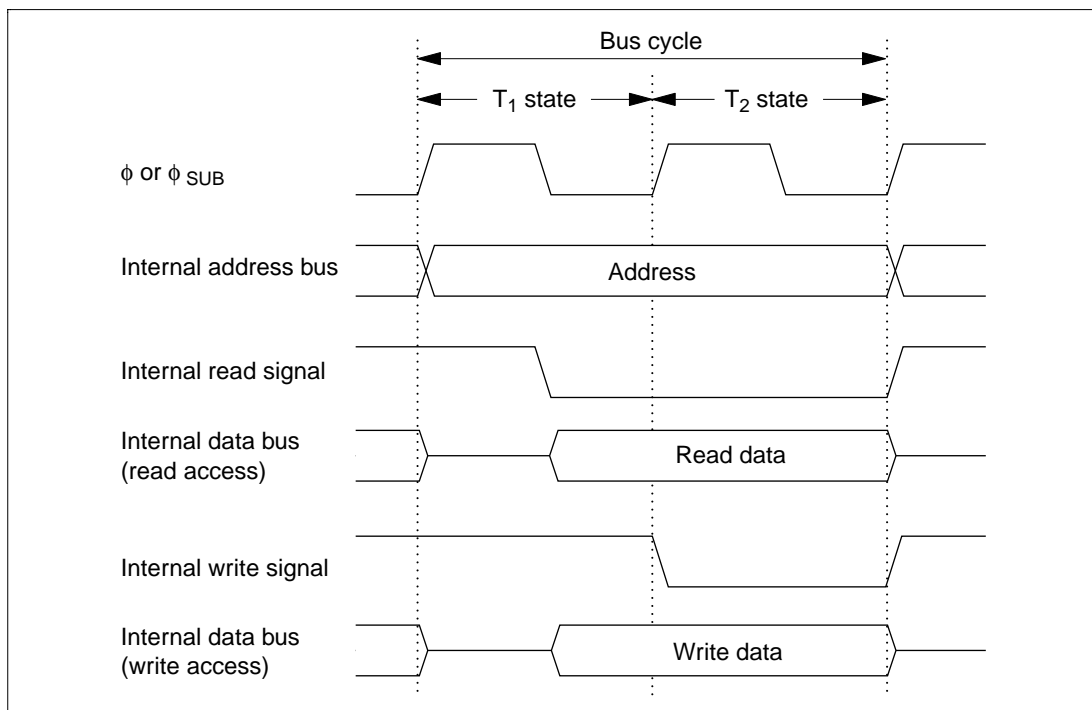 Bus cycle
T₁ state
T₂ state
ϕ or ϕ SUB
Internal address bus
Address
Internal read signal
Internal data bus
(read access)
Read data
Internal write signal
Internal data bus
(write access)
Write data